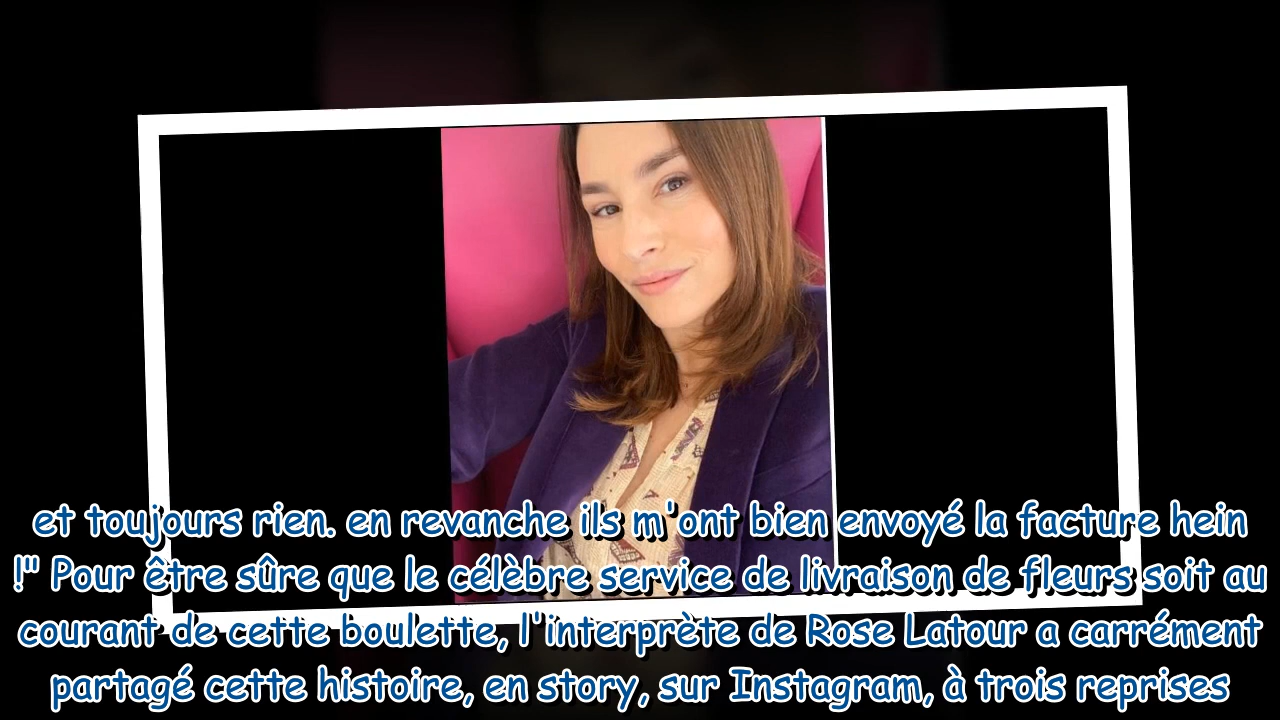 et toujours rien. en revanche ils m'ont bien envoyé la facture hein
!" Pour être sûre que le célèbre service de livraison de fleurs soit au
courant de cette boulette, l'interprète de Rose Latour a carrément
partagé cette histoire, en story, sur Instagram, à trois reprises